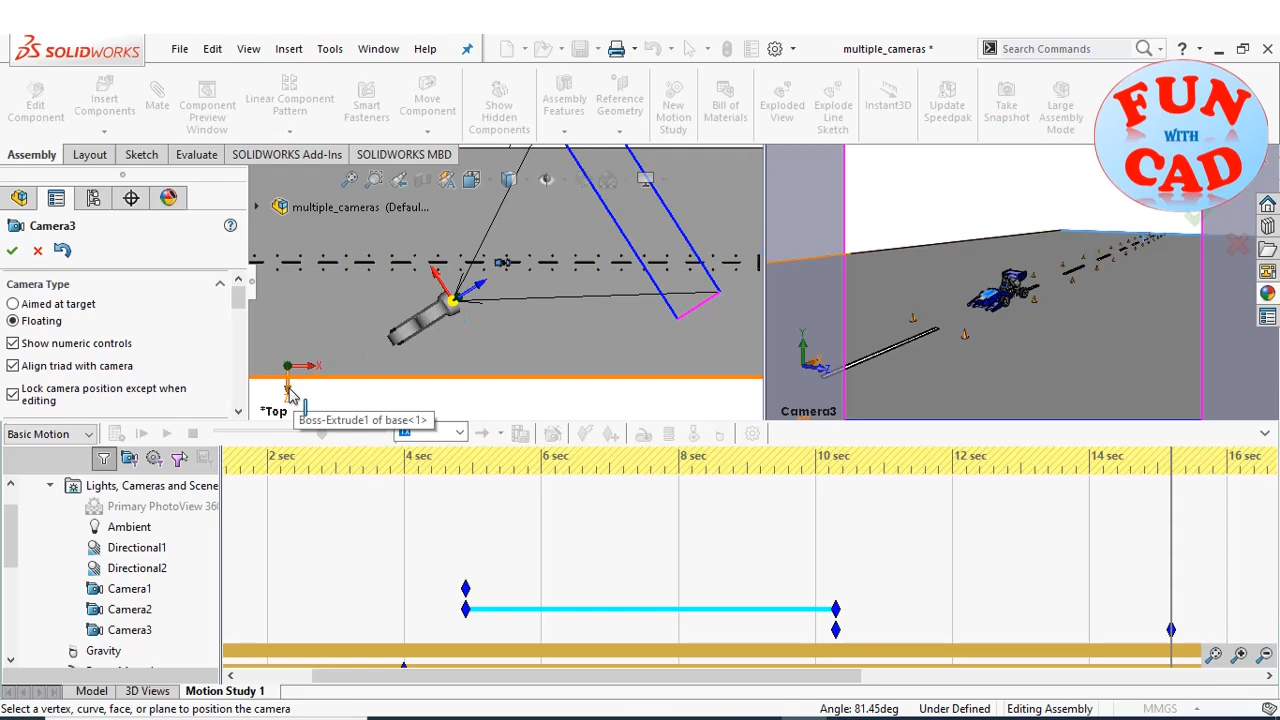 SOLIDWORKS File Edit View Insert Tools Window Help multiple_cameras * Search Commands
Edit Component
Insert Components
Mate
Component Preview Window
Linear Component Pattern
Smart Fasteners
Move Component
Show Hidden Components
Assembly Features
Reference Geometry
New Motion Study
Bill of Materials
Exploded View
Explode Line Sketch
Instant3D
Update Speedpak
Take Snapshot
Large Assembly Mode
FUN
WITH
CAD
Assembly Layout Sketch Evaluate SOLIDWORKS Add-Ins SOLIDWORKS MBD
multiple_cameras (Defaul...
Camera3
Camera Type
Aimed at target
Floating
Show numeric controls
Align triad with camera
Lock camera position except when
editing
X
*Top
Boss-Extrude1 of base<1>
Y
Z
Camera3
Basic Motion
1x
2 sec 4 sec 6 sec 8 sec 10 sec 12 sec 14 sec 16 sec
Lights, Cameras and Scene
Primary PhotoView 360
Ambient
Directional1
Directional2
Camera1
Camera2
Camera3
Gravity
Model 3D Views Motion Study 1
Select a vertex, curve, face, or plane to position the camera Angle: 81.45deg Under Defined Editing Assembly MMGS